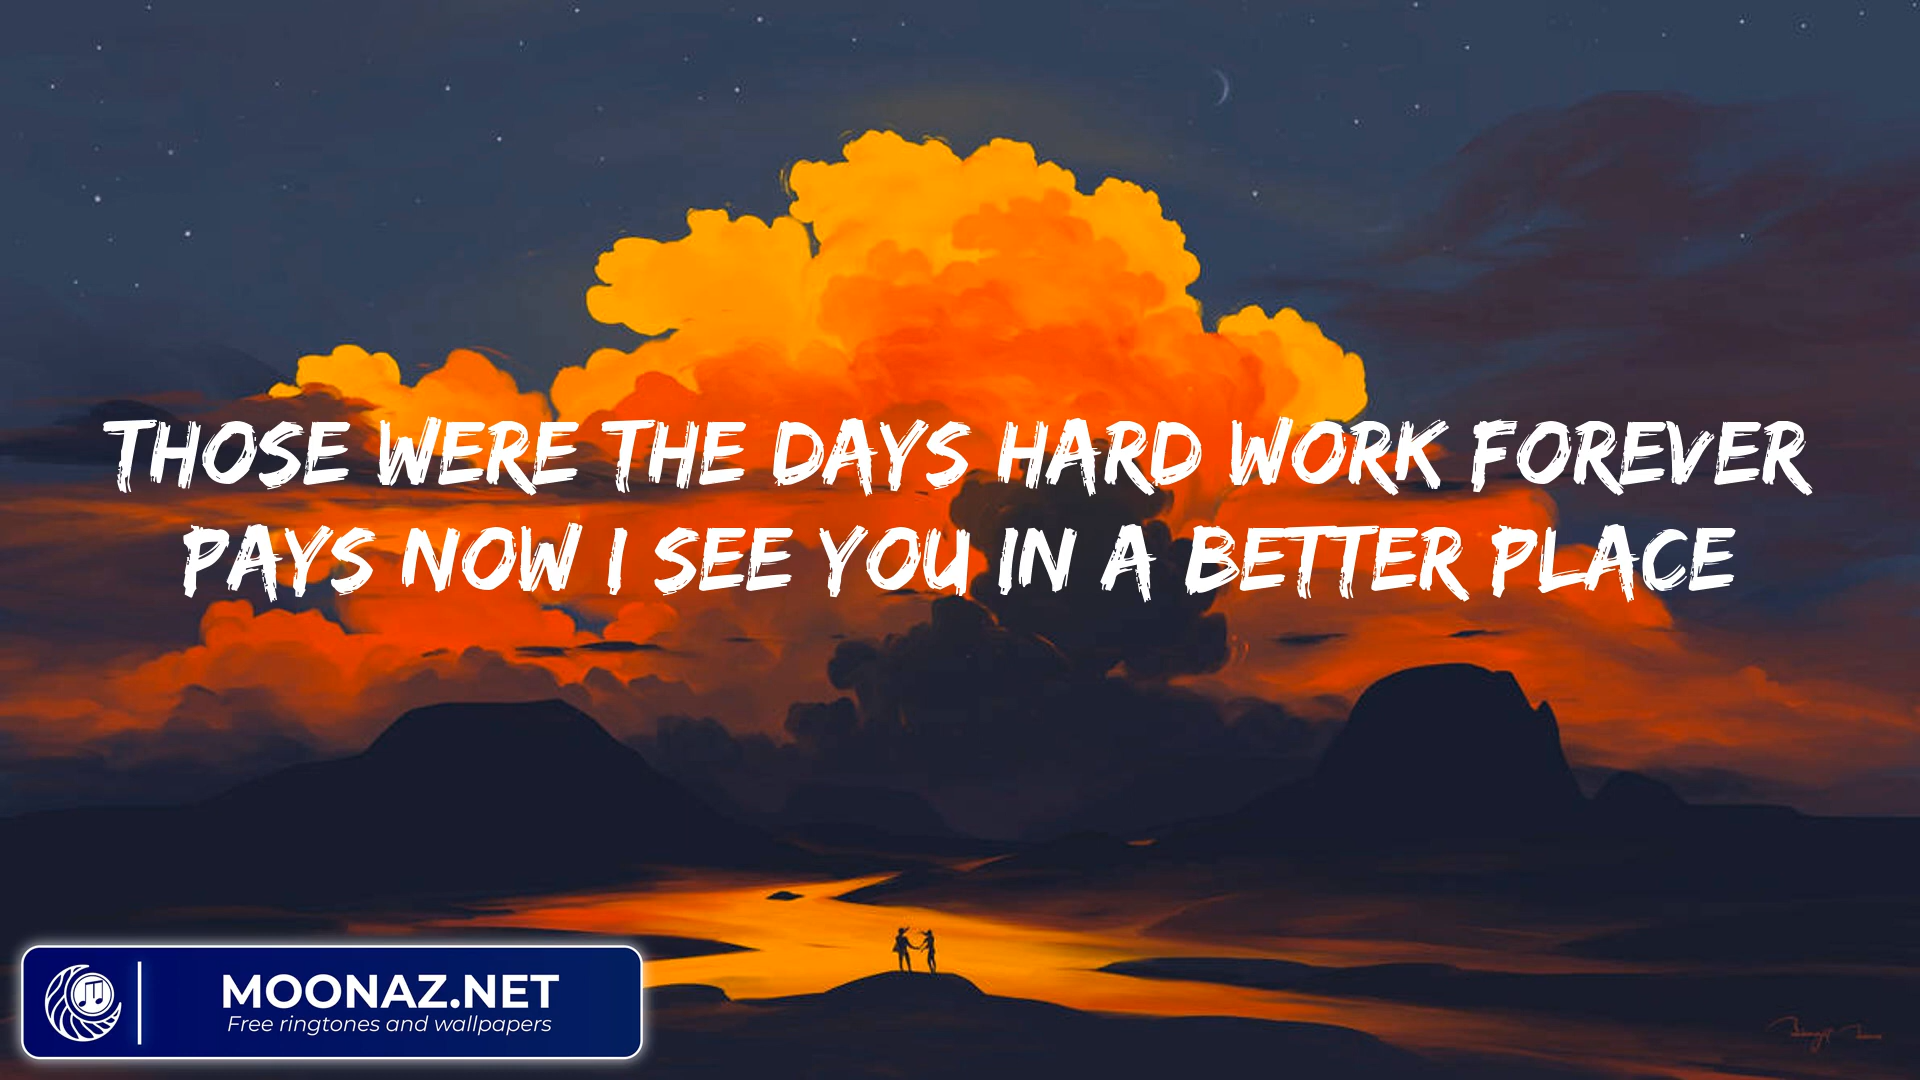 THOSE WERE THE DAYS HARD WORK FOREVER
PAYS NOW I SEE YOU IN A BETTER PLACE
MOONAZ.NET
Free ringtones and wallpapers